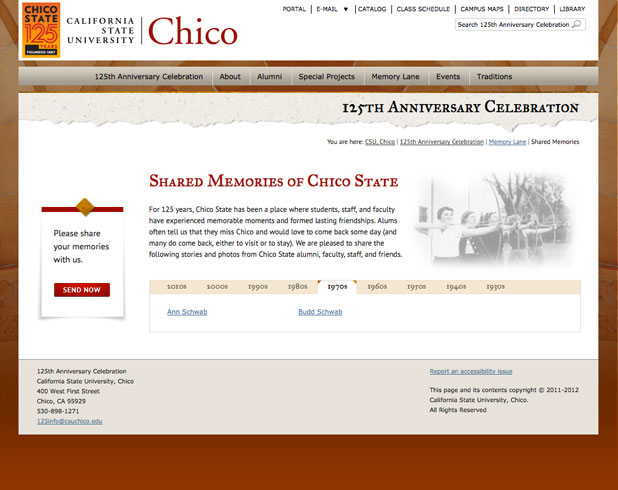 CHICO
STATE
125
YEARS
FOUNDED 1887
CALIFORNIA
STATE
UNIVERSITY
Chico
PORTAL | E-MAIL ▼ | CATALOG | CLASS SCHEDULE | CAMPUS MAPS | DIRECTORY | LIBRARY
Search 125th Anniversary Celebration
125th Anniversary Celebration | About | Alumni | Special Projects | Memory Lane | Events | Traditions
125th Anniversary Celebration
You are here: CSU, Chico | 125th Anniversary Celebration | Memory Lane | Shared Memories
Please share
your memories
with us.
SEND NOW
Shared Memories of Chico State
For 125 years, Chico State has been a place where students, staff, and faculty
have experienced memorable moments and formed lasting friendships. Alums
often tell us that they miss Chico and would love to come back some day (and
many do come back, either to visit or to stay). We are pleased to share the
following stories and photos from Chico State alumni, faculty, staff, and friends.
2010s 2000s 1990s 1980s 1970s 1960s 1950s 1940s 1930s
Ann Schwab Budd Schwab
125th Anniversary Celebration
California State University, Chico
400 West First Street
Chico, CA 95929
530-898-1271
125info@csuchico.edu
Report an accessibility issue
This page and its contents copyright © 2011-2012
California State University, Chico.
All Rights Reserved